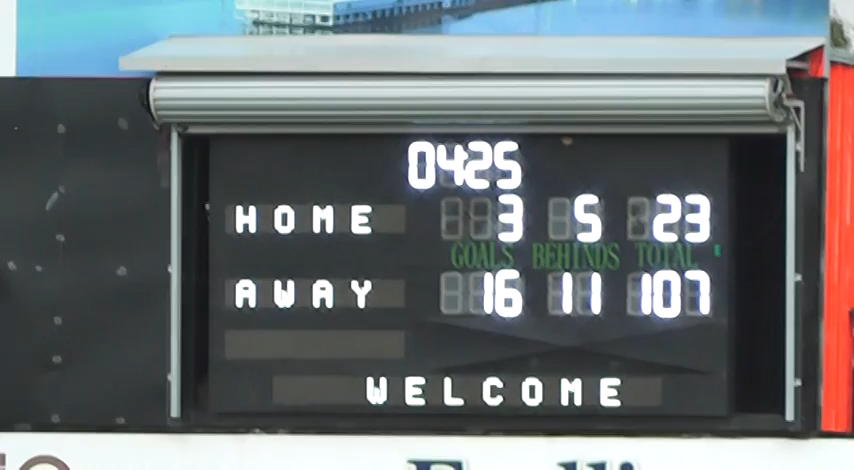 0425
HOME 3 5 23
GOALS BEHINDS TOTAL
AWAY 16 11 107
WELCOME